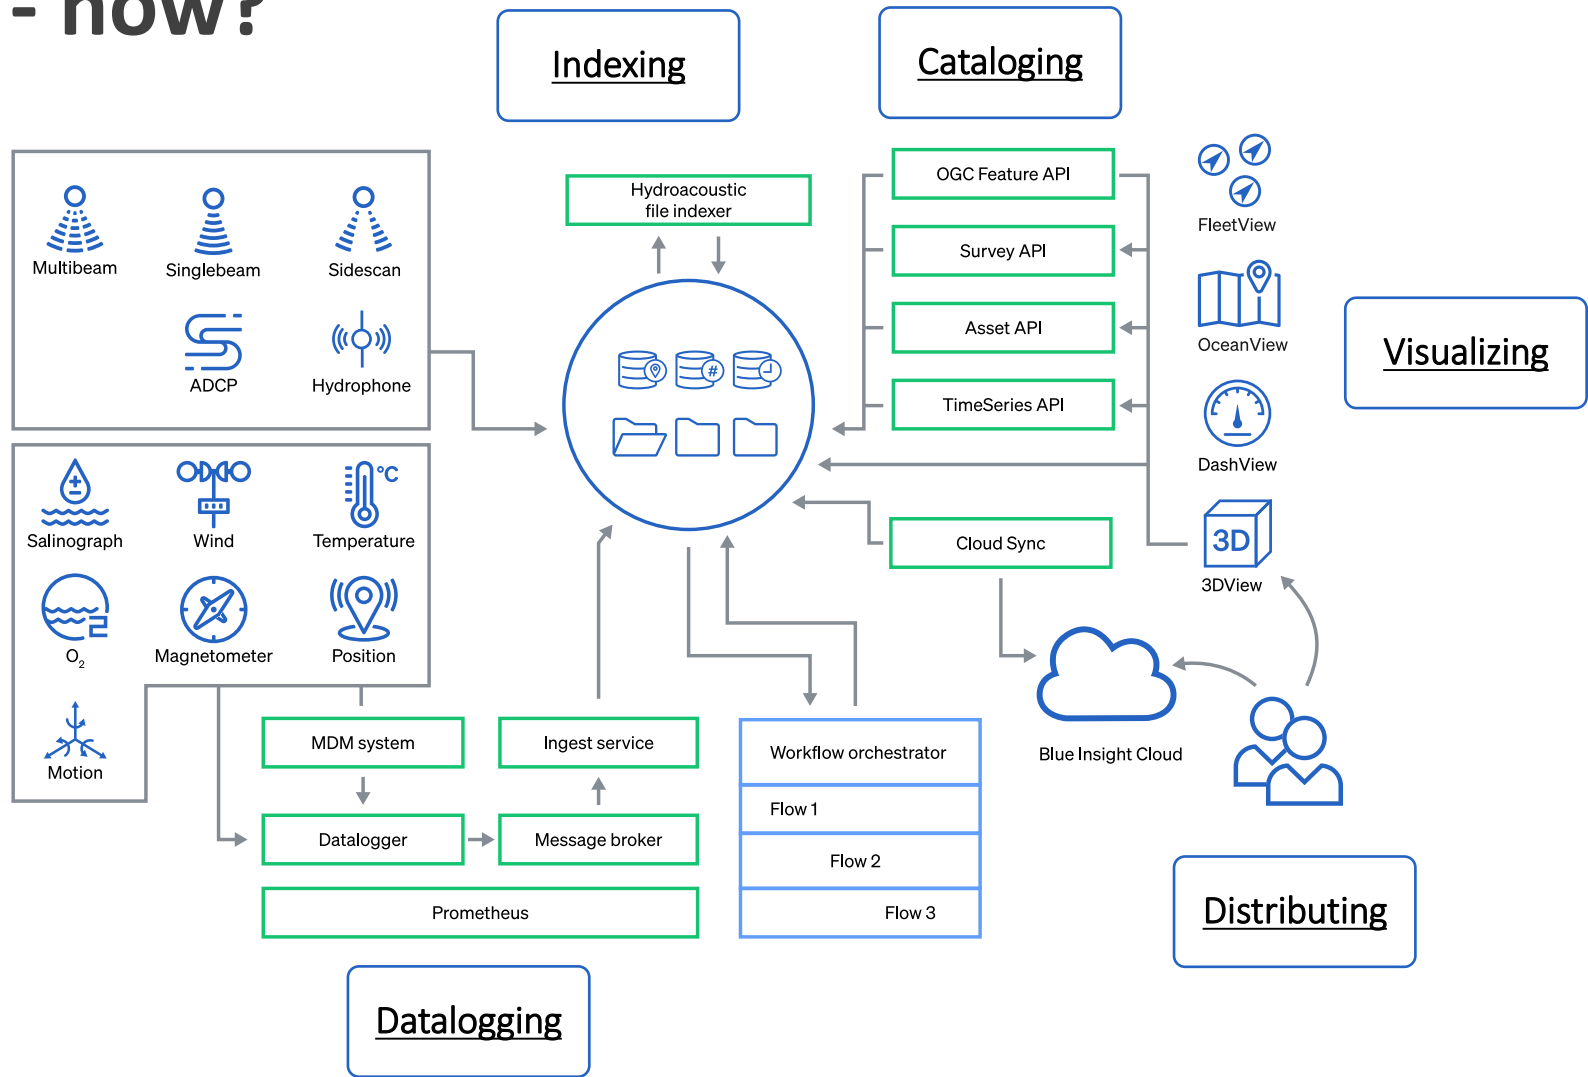 - how?
Indexing
Cataloging
Visualizing
Distributing
Datalogging
Multibeam
Singlebeam
Sidescan
ADCP
Hydrophone
Salinograph
Wind
Temperature
°C
O₂
2
Magnetometer
Position
Motion
Hydroacoustic
file indexer
#
OGC Feature API
Survey API
Asset API
TimeSeries API
Cloud Sync
FleetView
OceanView
DashView
3D
3DView
Blue Insight Cloud
MDM system
Ingest service
Datalogger
Message broker
Prometheus
Workflow orchestrator
Flow 1
Flow 2
Flow 3